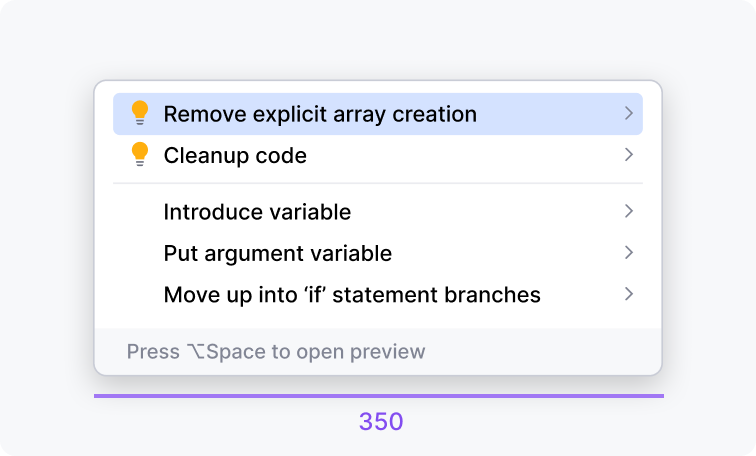 Remove explicit array creation
Cleanup code
Introduce variable
Put argument variable
Move up into ‘if’ statement branches
Press ⌥Space to open preview
350